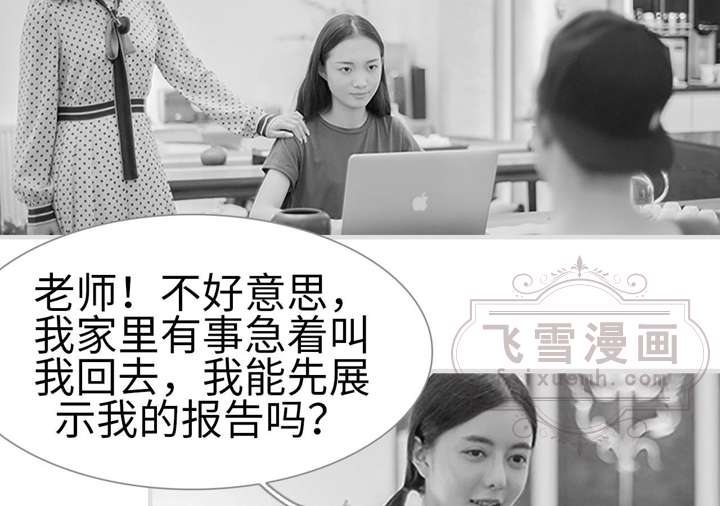 老师！不好意思，
我家里有事急着叫
我回去，我能先展
示我的报告吗？
飞雪漫画
feixuemh.com